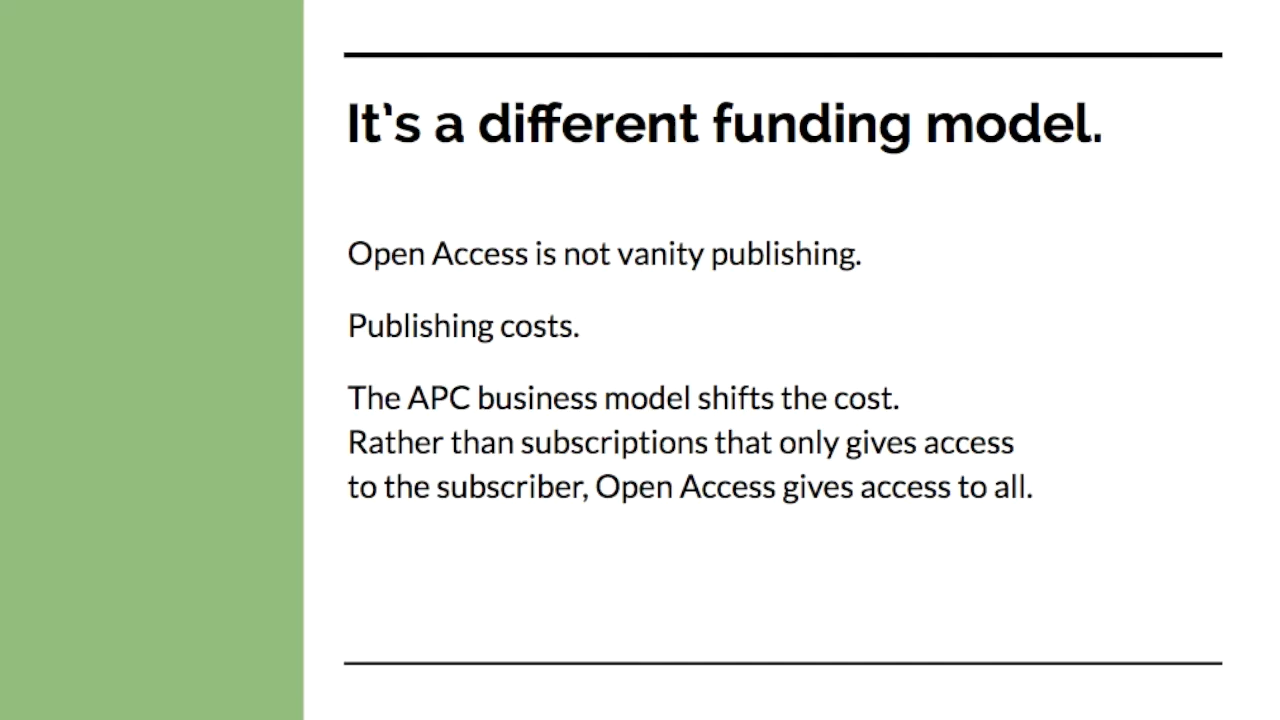 It’s a different funding model.
Open Access is not vanity publishing.
Publishing costs.
The APC business model shifts the cost.
Rather than subscriptions that only gives access
to the subscriber, Open Access gives access to all.